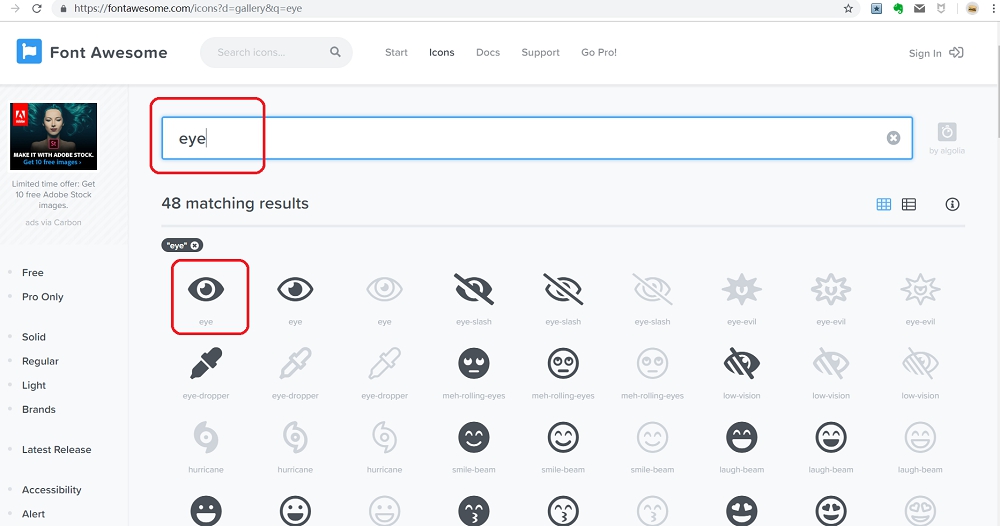 https://fontawesome.com/icons?d=gallery&q=eye
Font Awesome
Search icons...
Start
Icons
Docs
Support
Go Pro!
Sign In
St
MAKE IT WITH ADOBE STOCK.
Get 10 free images ›
Limited time offer: Get
10 free Adobe Stock
images.
ads via Carbon
Free
Pro Only
Solid
Regular
Light
Brands
Latest Release
Accessibility
Alert
eye
by algolia
48 matching results
"eye"
eye
eye
eye
eye-slash
eye-slash
eye-slash
eye-evil
eye-evil
eye-evil
eye-dropper
eye-dropper
eye-dropper
meh-rolling-eyes
meh-rolling-eyes
meh-rolling-eyes
low-vision
low-vision
low-vision
hurricane
hurricane
hurricane
smile-beam
smile-beam
smile-beam
laugh-beam
laugh-beam
laugh-beam